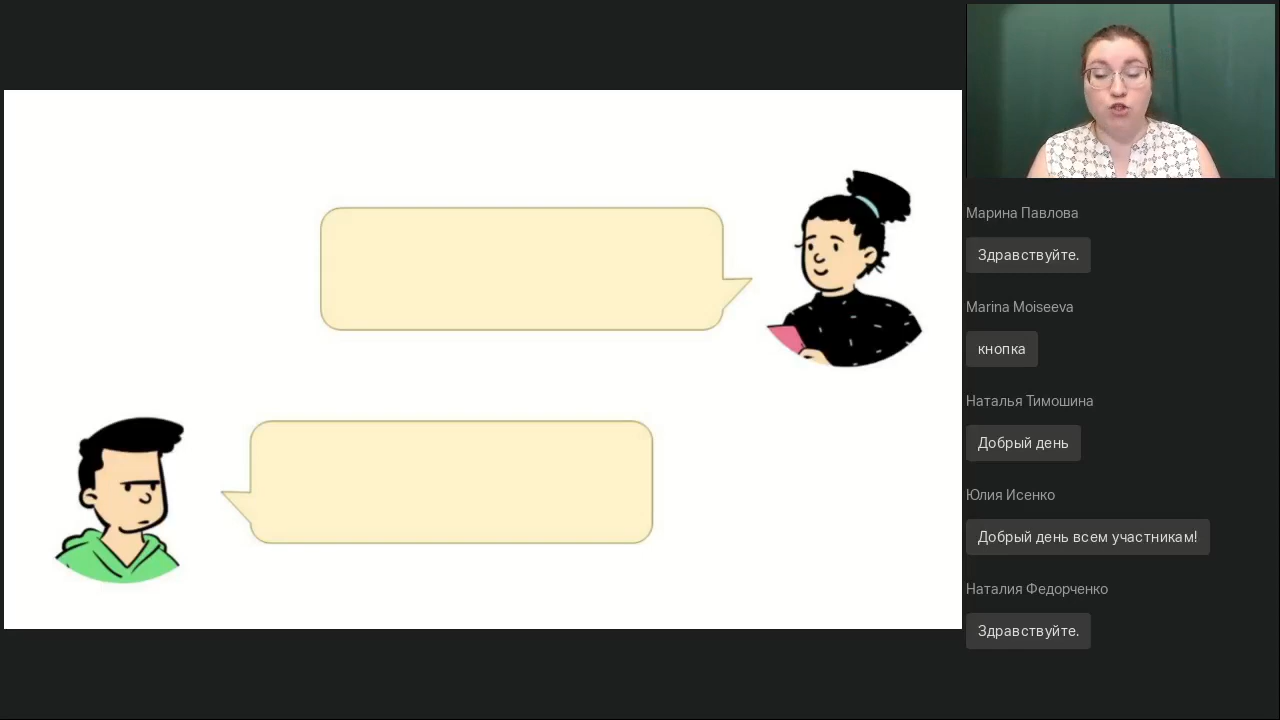 Марина Павлова
Здравствуйте.
Marina Moiseeva
кнопка
Наталья Тимошина
Добрый день
Юлия Исенко
Добрый день всем участникам!
Наталия Федорченко
Здравствуйте.